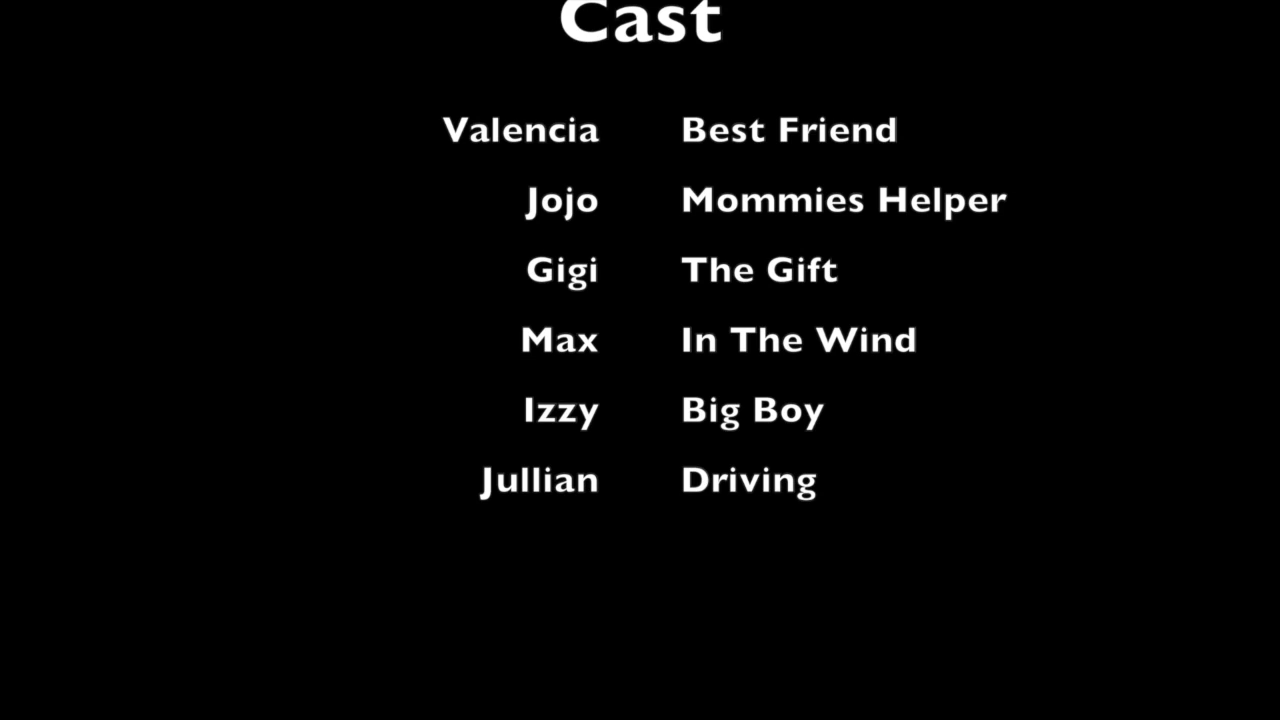 Cast
Valencia Best Friend
Jojo Mommies Helper
Gigi The Gift
Max In The Wind
Izzy Big Boy
Jullian Driving